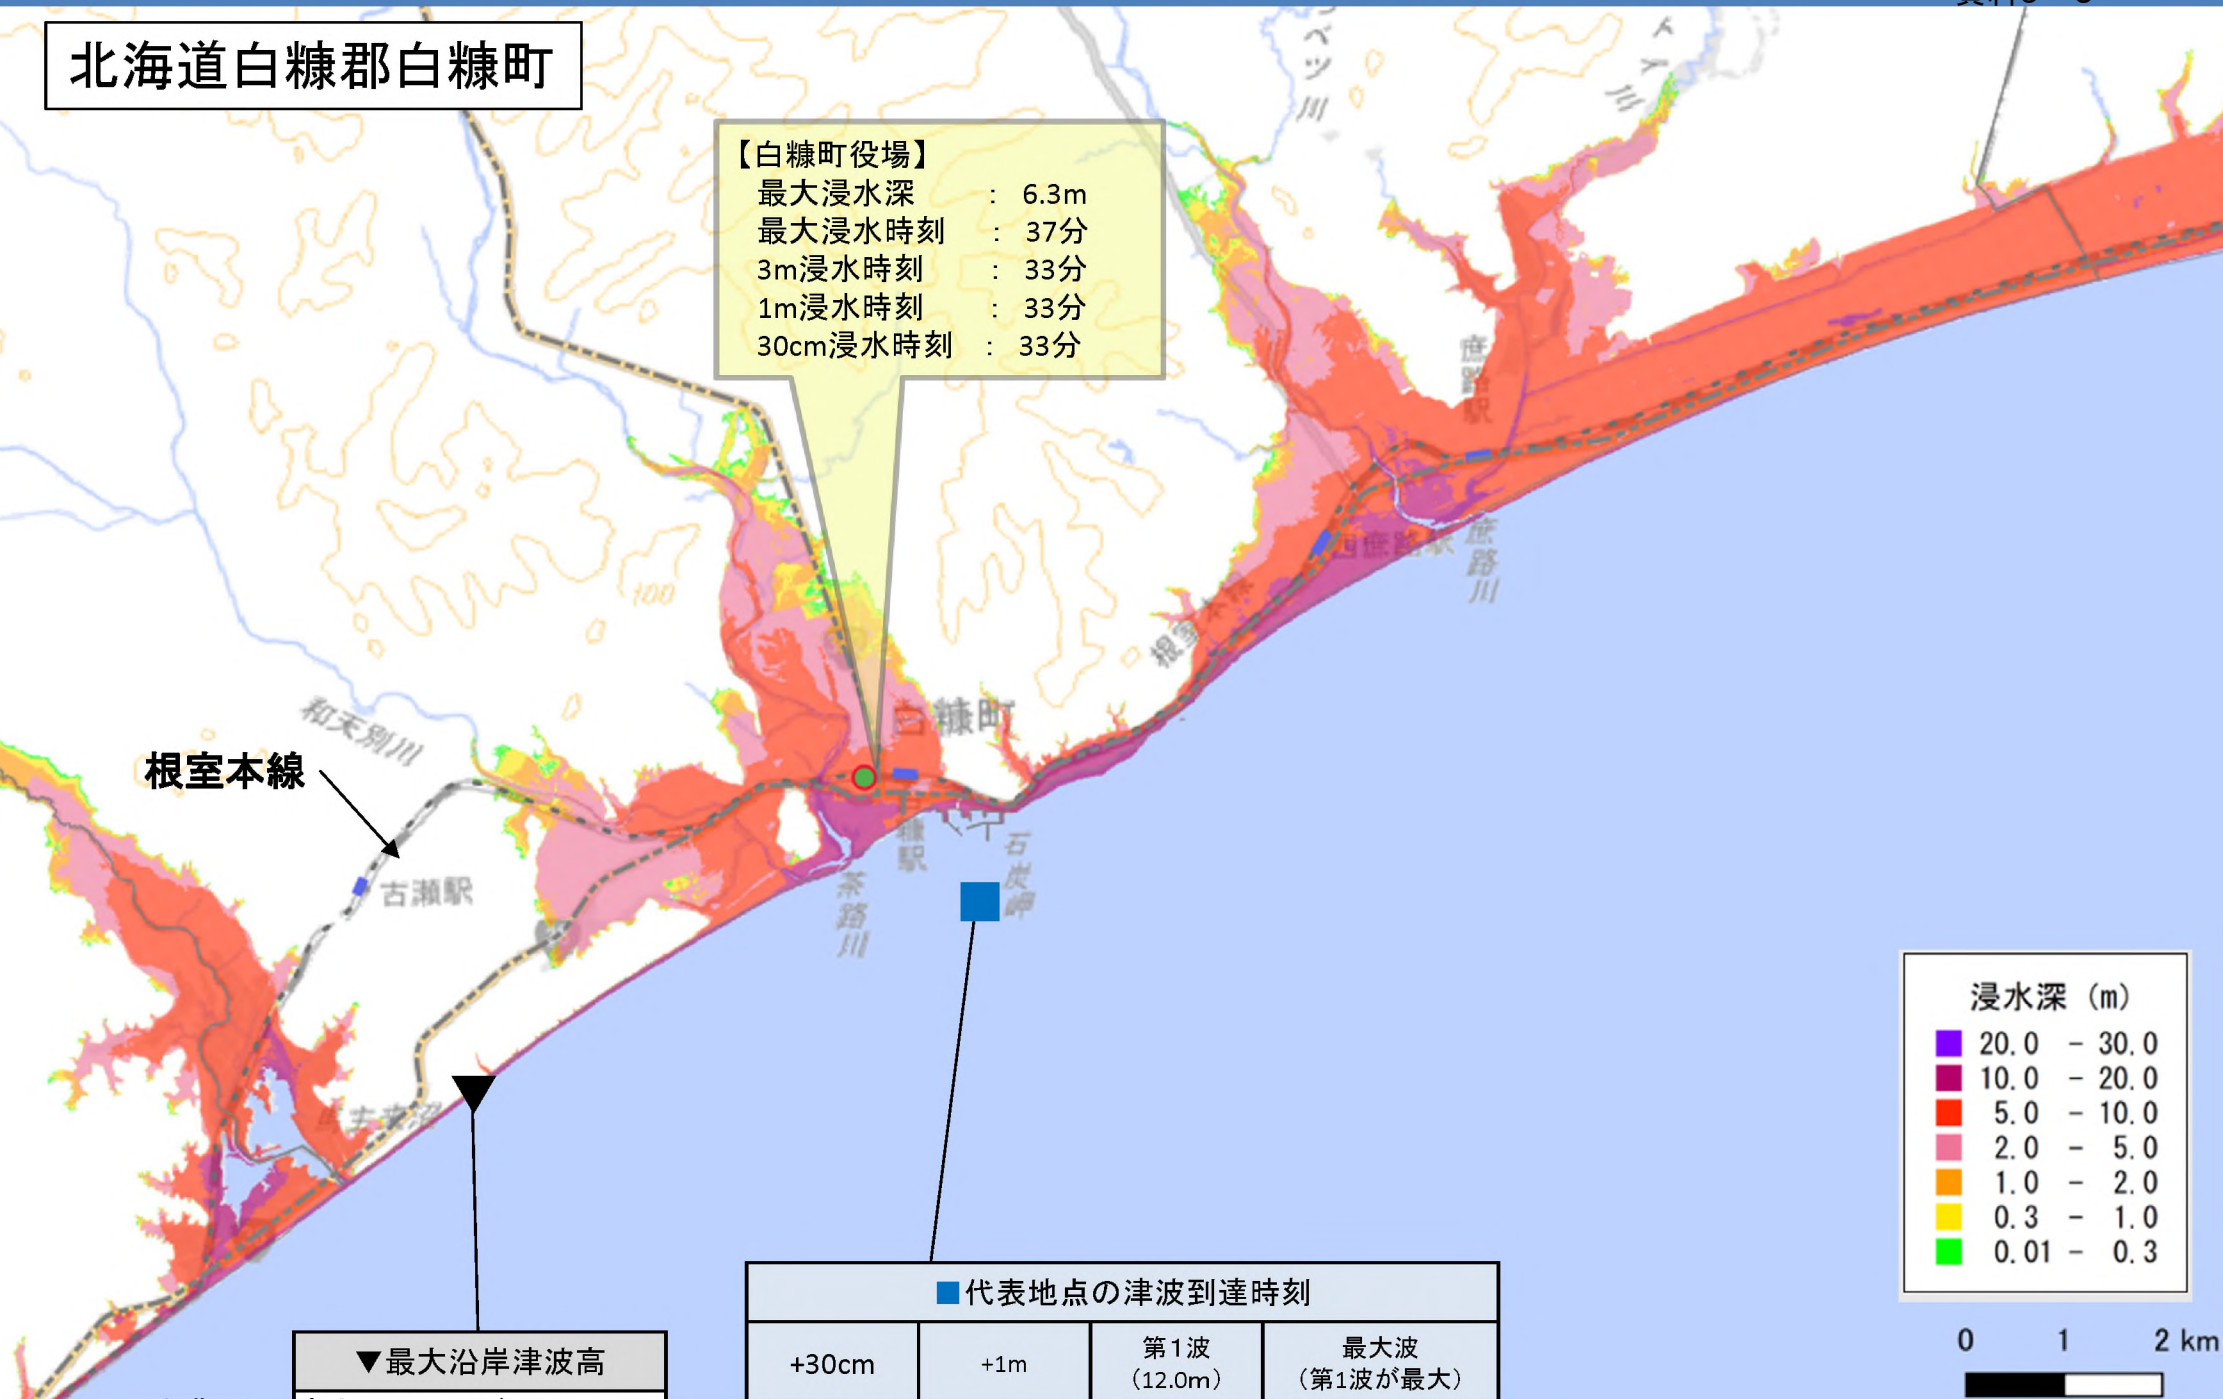 北海道白糠郡白糠町
【白糠町役場】
最大浸水深 : 6.3m
最大浸水時刻 : 37分
3m浸水時刻 : 33分
1m浸水時刻 : 33分
30cm浸水時刻 : 33分
庶路駅
西庶路駅
庶路川
根室本線
白糠町
和天別川
根室本線
古瀬駅
白糠駅
石炭岬
茶路川
100
浸水深 (m)
20.0 - 30.0
10.0 - 20.0
5.0 - 10.0
2.0 - 5.0
1.0 - 2.0
0.3 - 1.0
0.01 - 0.3
0 1 2 km
▼最大沿岸津波高
■代表地点の津波到達時刻
+30cm
+1m
第1波
(12.0m)
最大波
(第1波が最大)